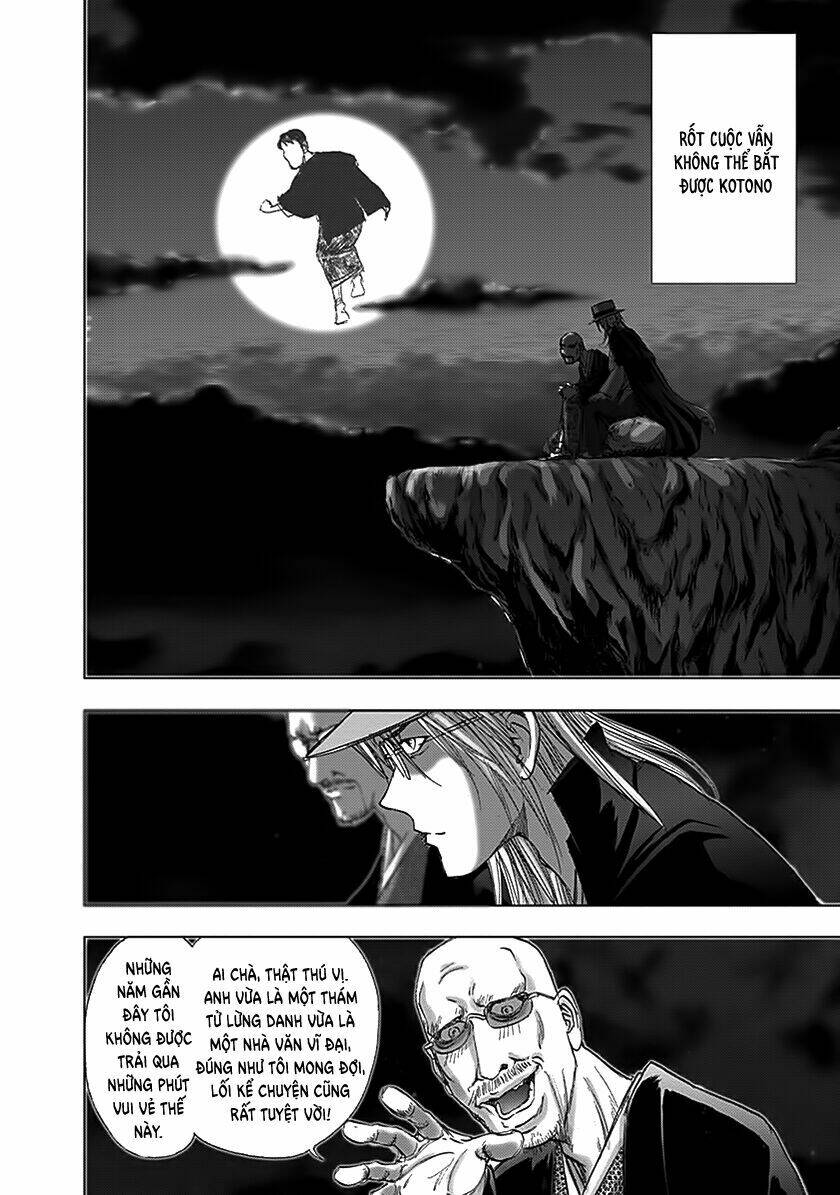 RỐT CUỘC VẪN
KHÔNG THỂ BẮT
ĐƯỢC KOTONO
AI CHÀ, THẬT THÚ VỊ.
ANH VỪA LÀ MỘT THÁM
TỬ LỪNG DANH VỪA LÀ
MỘT NHÀ VĂN VĨ ĐẠI,
ĐÚNG NHƯ TÔI MONG ĐỢI,
LỐI KỂ CHUYỆN CŨNG
RẤT TUYỆT VỜI!
NHỮNG
NĂM GẦN
ĐÂY TÔI
KHÔNG ĐƯỢC
TRẢI QUA
NHỮNG PHÚT
VUI VẺ THẾ
NÀY.